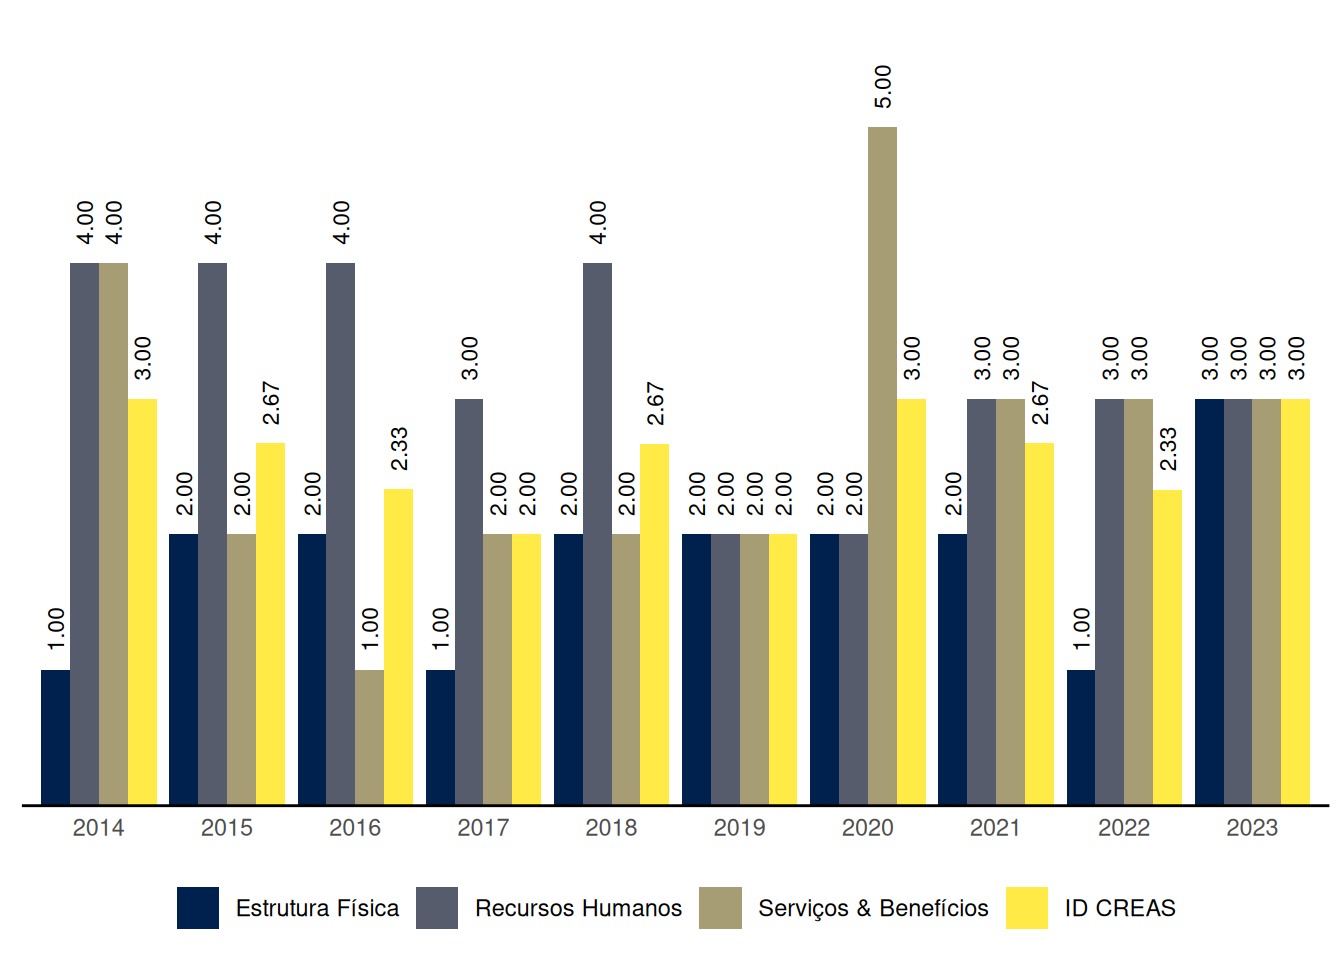 5.00
4.00 4.00 4.00 4.00 4.00
3.00 3.00 3.00 3.00 3.00 3.00 3.00 3.00 3.00 3.00 3.00
2.67 2.67 2.67
2.33 2.33
2.00 2.00 2.00 2.00 2.00 2.00 2.00 2.00 2.00 2.00 2.00 2.00 2.00 2.00
1.00 1.00 1.00 1.00
2014 2015 2016 2017 2018 2019 2020 2021 2022 2023
Estrutura Física Recursos Humanos Serviços & Benefícios ID CREAS